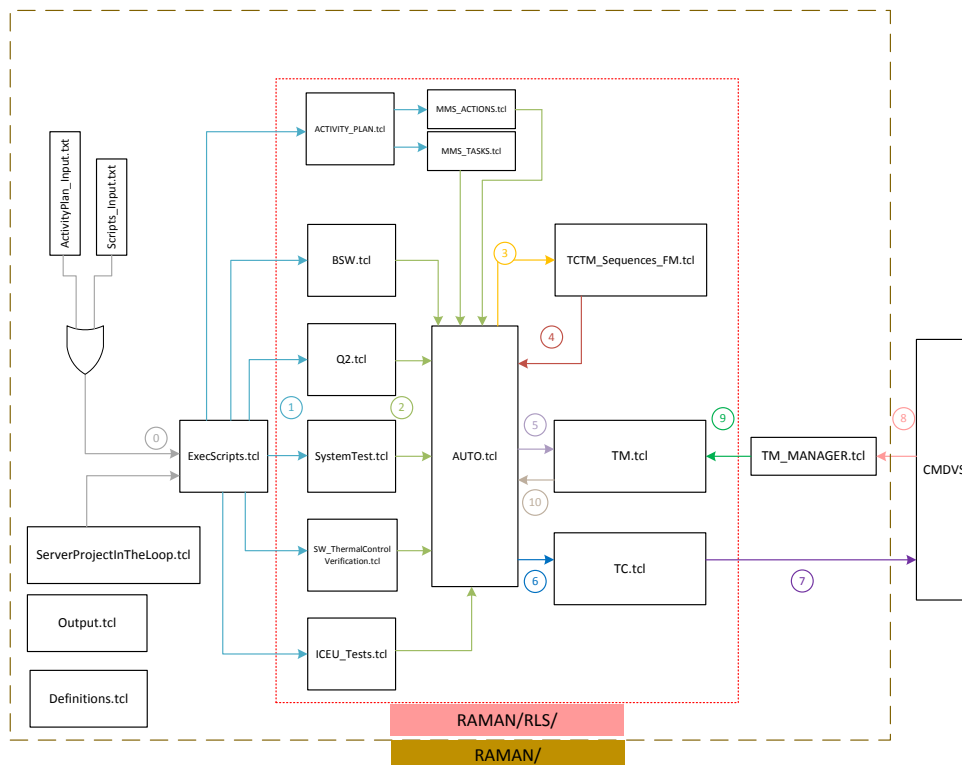 ActivityPlan_Input.txt
Scripts_Input.txt
ACTIVITY_PLAN.tcl
MMS_ACTIONS.tcl
MMS_TASKS.tcl
BSW.tcl
3
TCTM_Sequences_FM.tcl
4
Q2.tcl
0
1
2
ExecScripts.tcl
SystemTest.tcl
AUTO.tcl
5
TM.tcl
9
TM_MANAGER.tcl
8
CMDVS
10
ServerProjectInTheLoop.tcl
SW_ThermalControl
Verification.tcl
6
TC.tcl
7
Output.tcl
ICEU_Tests.tcl
Definitions.tcl
RAMAN/RLS/
RAMAN/